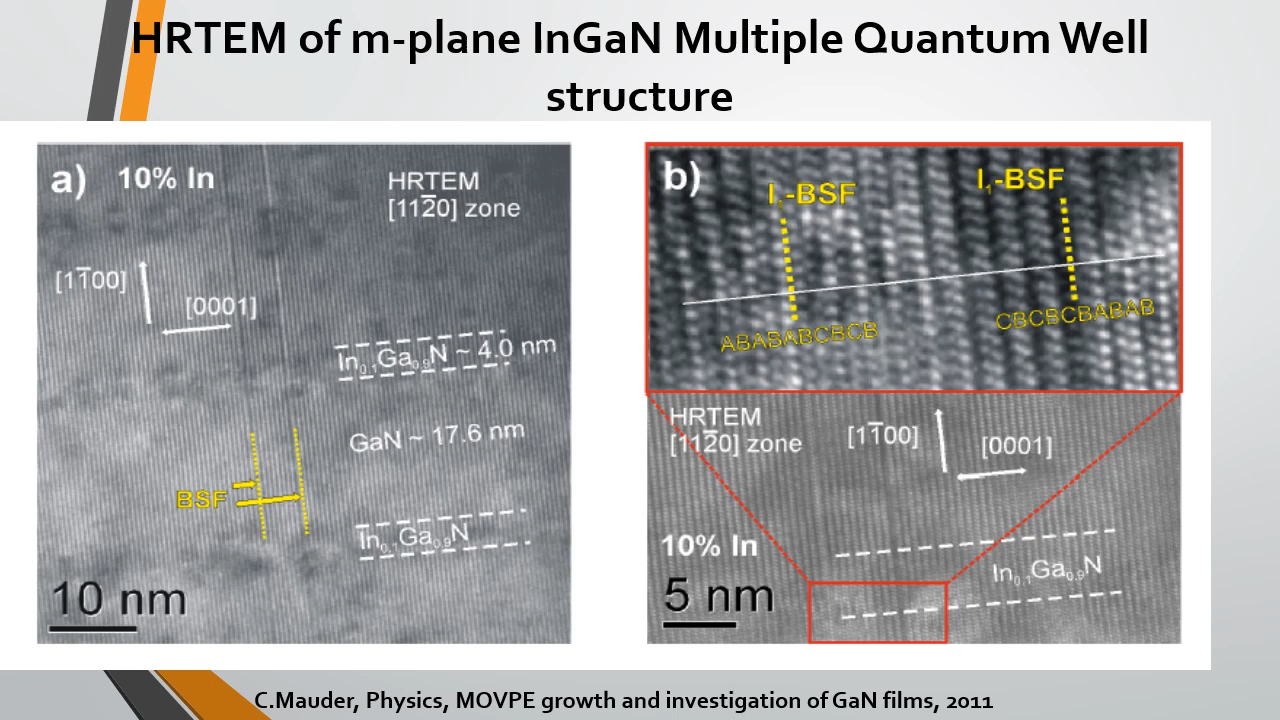 HRTEM of m-plane InGaN Multiple Quantum Well
structure
a)
10% In
HRTEM
[112̅0] zone
[11̅00]
[0001]
In₀.₁Ga₀.₉N ~ 4.0 nm
GaN ~ 17.6 nm
BSF
In₀.₁Ga₀.₉N
10 nm
b)
I₁-BSF
I₁-BSF
ABABABCBCB
CBCBCBABAB
HRTEM
[112̅0] zone
[11̅00]
[0001]
10% In
In₀.₁Ga₀.₉N
5 nm
C.Mauder, Physics, MOVPE growth and investigation of GaN films, 2011